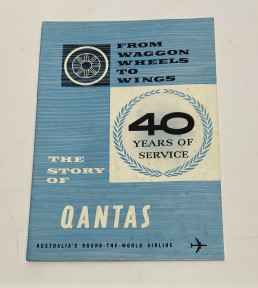 FROM
WAGGON
WHEELS
TO
WINGS
40
YEARS OF
SERVICE
THE
STORY
OF
QANTAS
AUSTRALIA'S ROUND-THE-WORLD AIRLINE